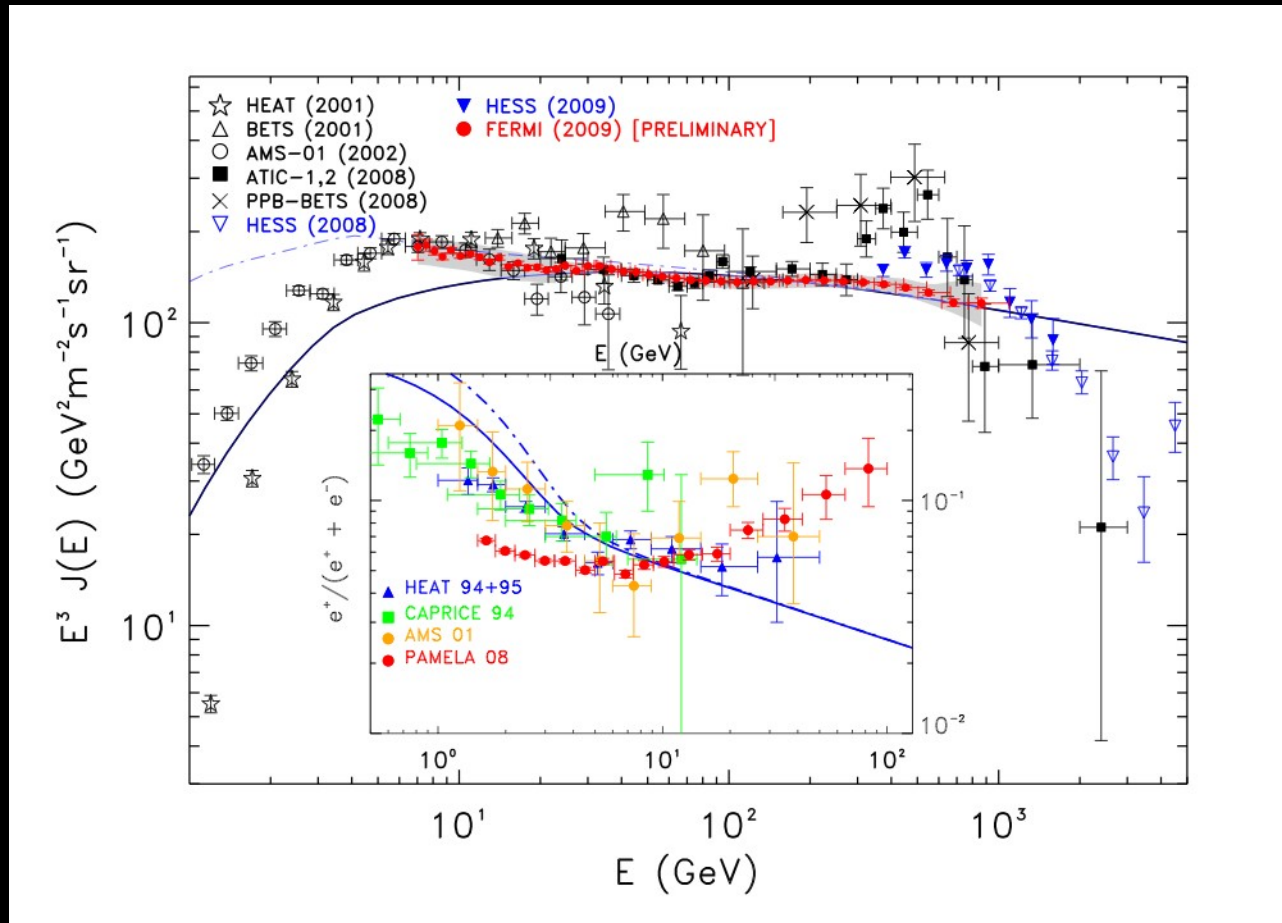 HEAT (2001)
BETS (2001)
AMS-01 (2002)
ATIC-1,2 (2008)
PPB-BETS (2008)
HESS (2008)
HESS (2009)
FERMI (2009) [PRELIMINARY]
E³ J(E) (GeV²m⁻²s⁻¹sr⁻¹)
10²
10¹
E (GeV)
e⁺/(e⁺ + e⁻)
HEAT 94+95
CAPRICE 94
AMS 01
PAMELA 08
10⁻¹
10⁻²
10⁰ 10¹ 10²
10¹ 10² 10³
E (GeV)